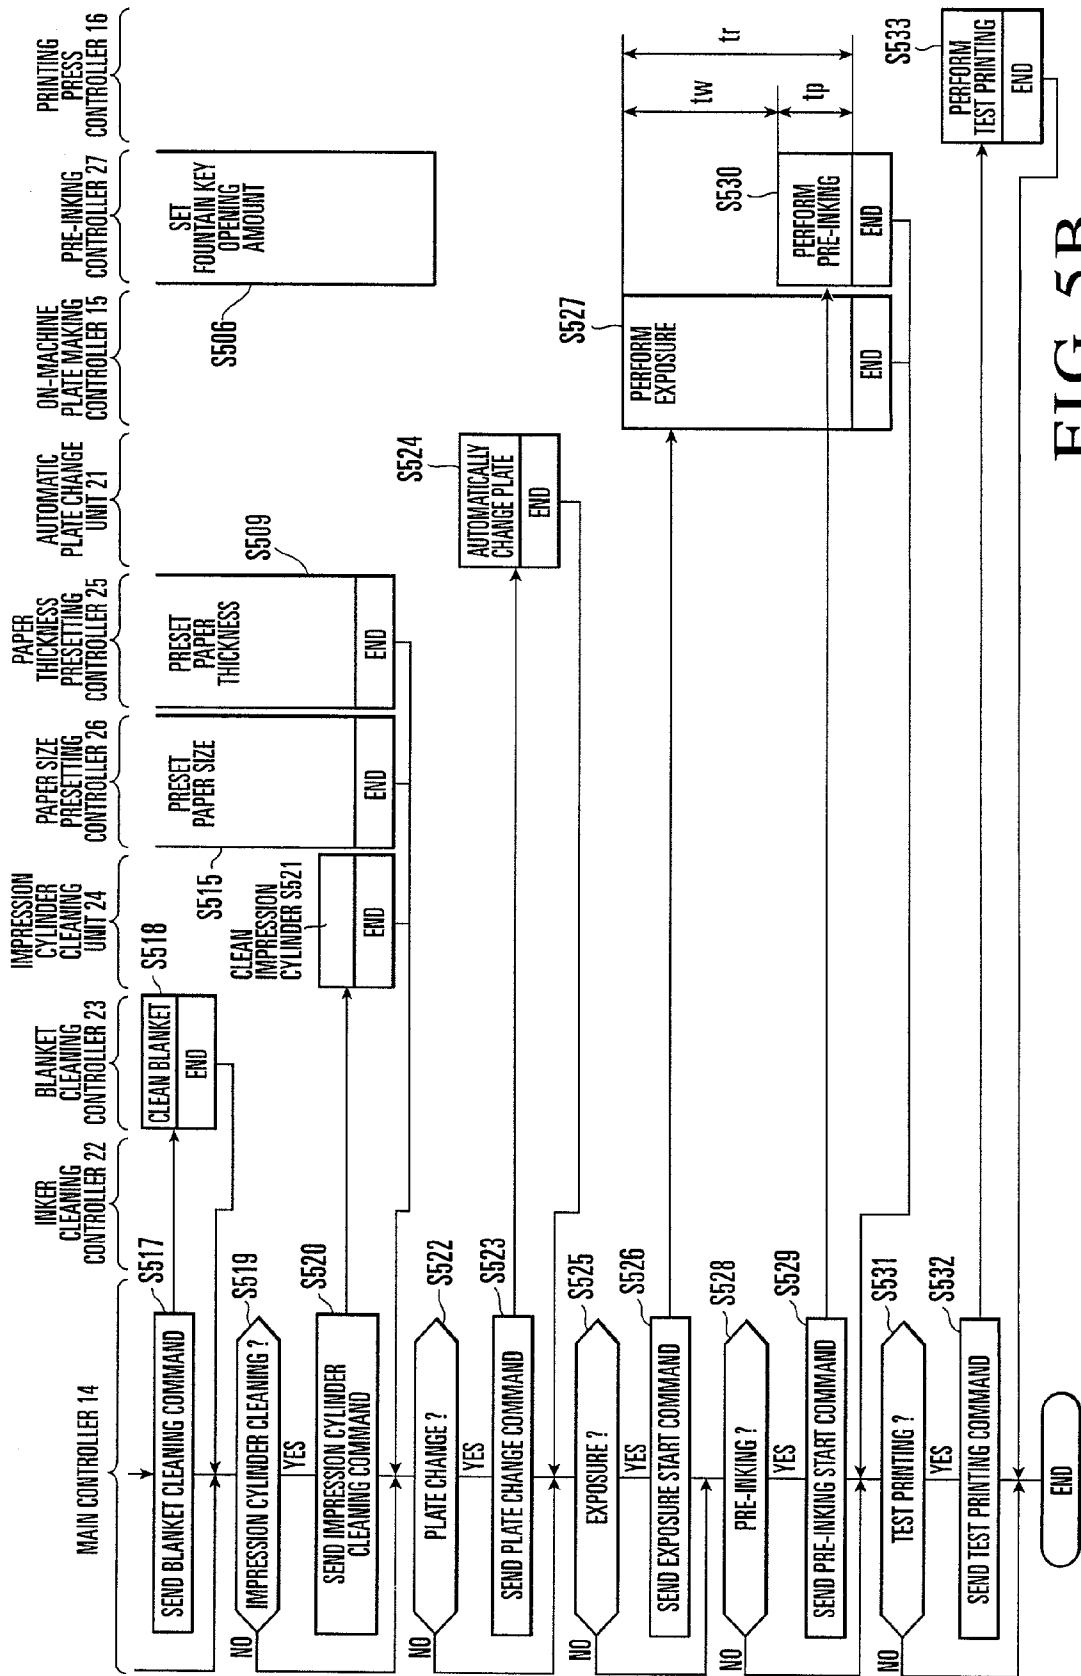 MAIN CONTROLLER 14
INKER
CLEANING
CONTROLLER 22
BLANKET
CLEANING
CONTROLLER 23
IMPRESSION
CYLINDER
CLEANING
UNIT 24
PAPER SIZE
PRESETTING
CONTROLLER 26
PAPER
THICKNESS
PRESETTING
CONTROLLER 25
AUTOMATIC
PLATE CHANGE
UNIT 21
ON-MACHINE
PLATE MAKING
CONTROLLER 15
PRE-INKING
CONTROLLER 27
PRINTING
PRESS
CONTROLLER 16
S517
SEND BLANKET CLEANING COMMAND
S518
CLEAN BLANKET
END
S519
IMPRESSION CYLINDER CLEANING ?
NO
YES
S520
SEND IMPRESSION CYLINDER
CLEANING COMMAND
CLEAN
IMPRESSION
CYLINDER S521
END
S515
PRESET
PAPER SIZE
END
S509
PRESET
PAPER
THICKNESS
END
S506
SET
FOUNTAIN KEY
OPENING
AMOUNT
S522
PLATE CHANGE ?
NO
YES
S523
SEND PLATE CHANGE COMMAND
S524
AUTOMATICALLY
CHANGE PLATE
END
S525
EXPOSURE ?
NO
YES
S526
SEND EXPOSURE START COMMAND
S527
PERFORM
EXPOSURE
END
S528
PRE-INKING ?
NO
YES
S529
SEND PRE-INKING START COMMAND
S530
PERFORM
PRE-INKING
END
tw
tp
tr
S531
TEST PRINTING ?
NO
YES
S532
SEND TEST PRINTING COMMAND
S533
PERFORM
TEST PRINTING
END
END
FIG. 5B